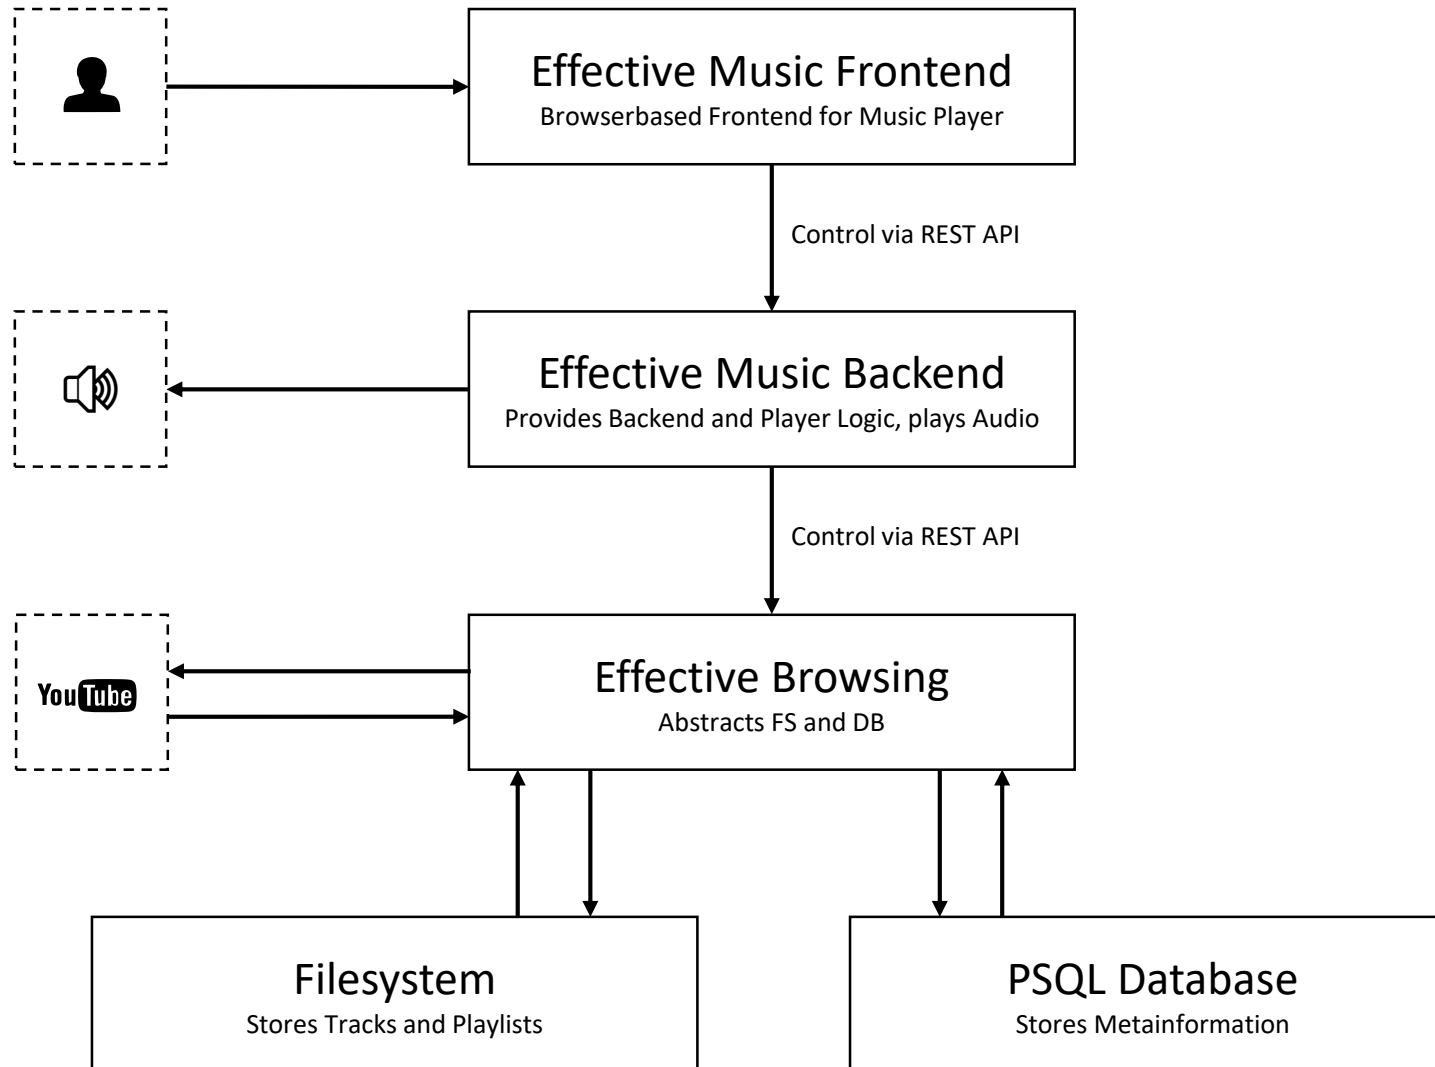 Effective Music Frontend
Browserbased Frontend for Music Player
Control via REST API
Effective Music Backend
Provides Backend and Player Logic, plays Audio
Control via REST API
YouTube
Effective Browsing
Abstracts FS and DB
Filesystem
Stores Tracks and Playlists
PSQL Database
Stores Metainformation